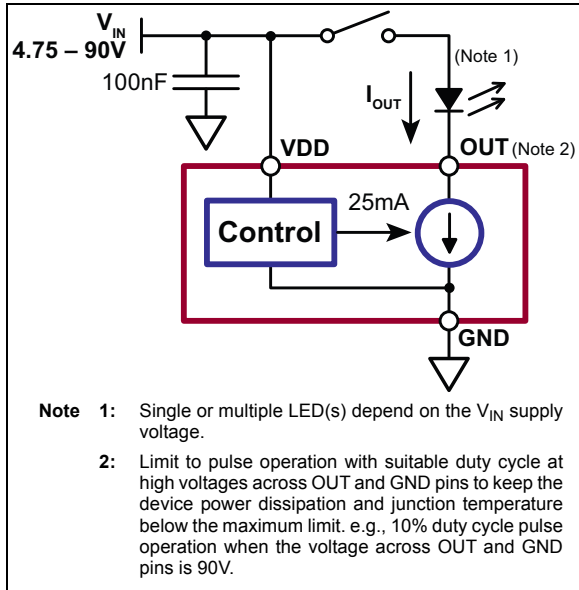 V_IN
4.75 – 90V
100nF
(Note 1)
I_OUT
VDD
OUT (Note 2)
25mA
Control
GND
Note 1: Single or multiple LED(s) depend on the V_IN supply
voltage.
2: Limit to pulse operation with suitable duty cycle at
high voltages across OUT and GND pins to keep the
device power dissipation and junction temperature
below the maximum limit. e.g., 10% duty cycle pulse
operation when the voltage across OUT and GND
pins is 90V.